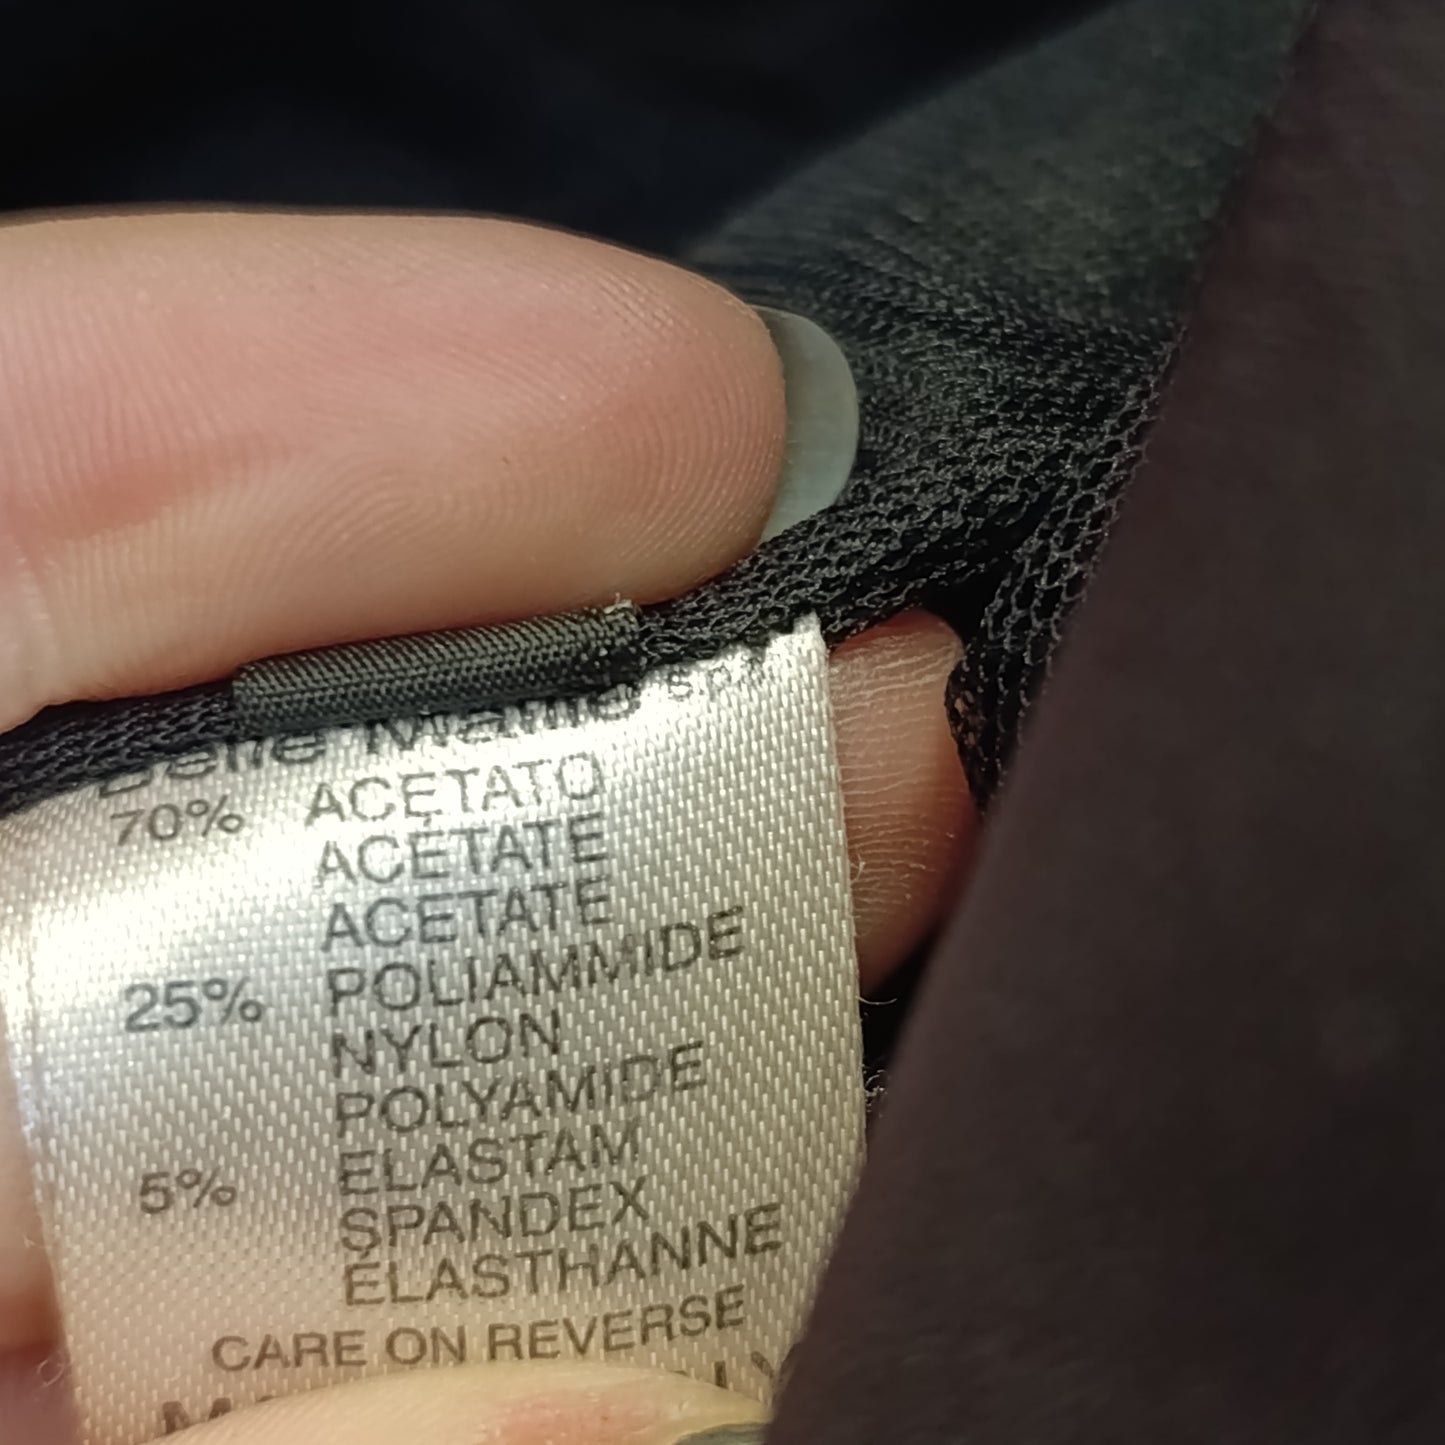 s.p.a.
70% ACETATO
ACETATE
ACETATE
25% POLIAMMIDE
NYLON
POLYAMIDE
5% ELASTAM
SPANDEX
ELASTHANNE
CARE ON REVERSE